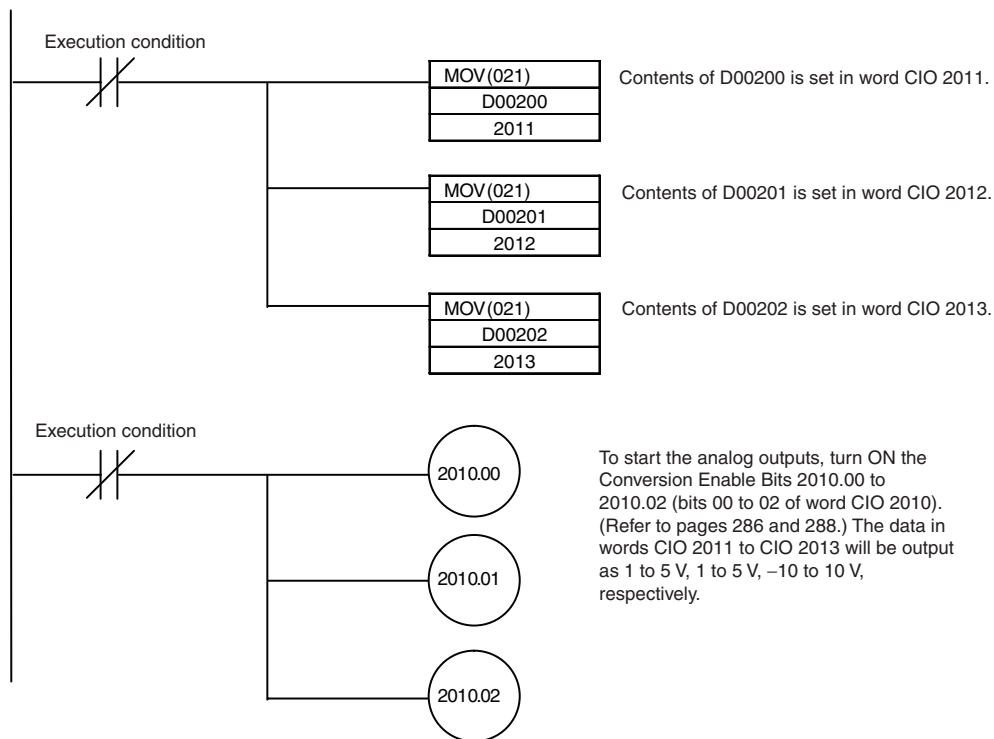 Execution condition
MOV(021)
D00200
2011
Contents of D00200 is set in word CIO 2011.
MOV(021)
D00201
2012
Contents of D00201 is set in word CIO 2012.
MOV(021)
D00202
2013
Contents of D00202 is set in word CIO 2013.
Execution condition
2010.00
2010.01
2010.02
To start the analog outputs, turn ON the
Conversion Enable Bits 2010.00 to
2010.02 (bits 00 to 02 of word CIO 2010).
(Refer to pages 286 and 288.) The data in
words CIO 2011 to CIO 2013 will be output
as 1 to 5 V, 1 to 5 V, −10 to 10 V,
respectively.